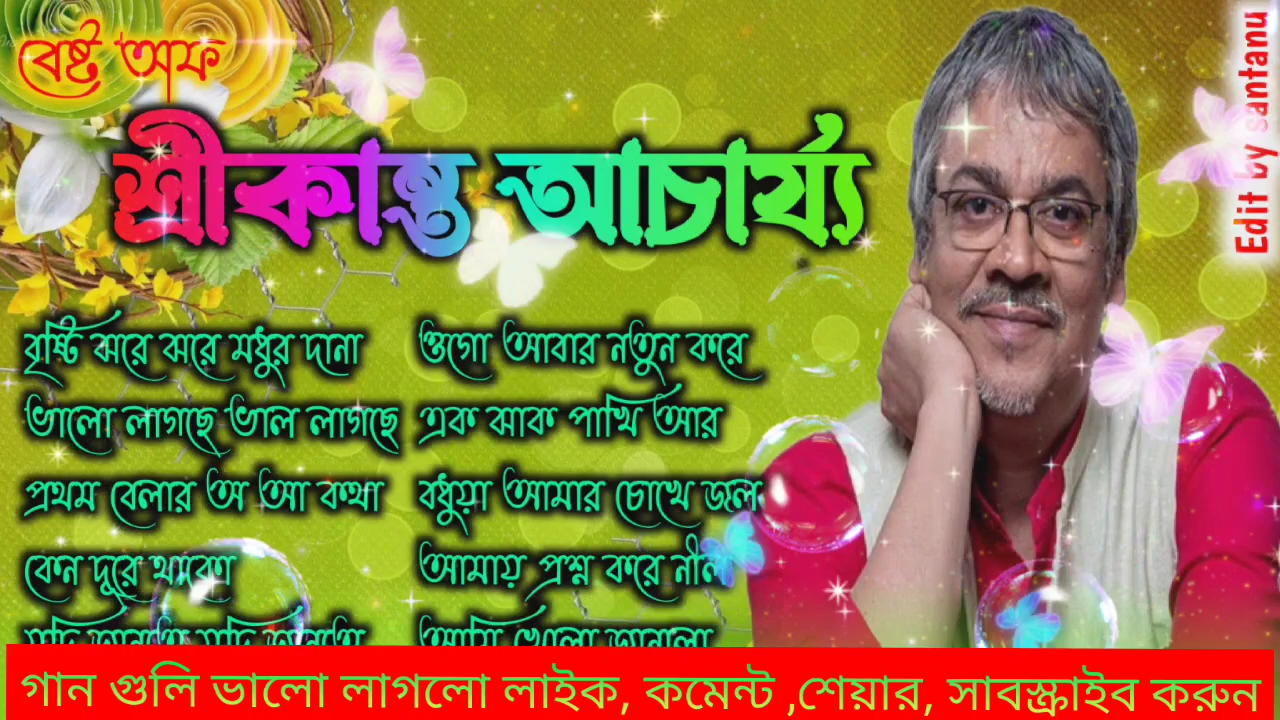 বেষ্ট অফ
শ্রীকান্ত আচার্য্য
Edit by santanu
বৃষ্টি ঝরে ঝরে মধুর দানা
ভালো লাগছে ভাল লাগছে
প্রথম বেলার অ আ কথা
কেন দূরে থাকো
ওগো আবার নতুন করে
এক ঝাক পাখি আর
বধুয়া আমার চোখে জল
আমায় প্রশ্ন করে নীল
আমি খোলা জানালা
গান গুলি ভালো লাগলো লাইক, কমেন্ট ,শেয়ার, সাবস্ক্রাইব করুন